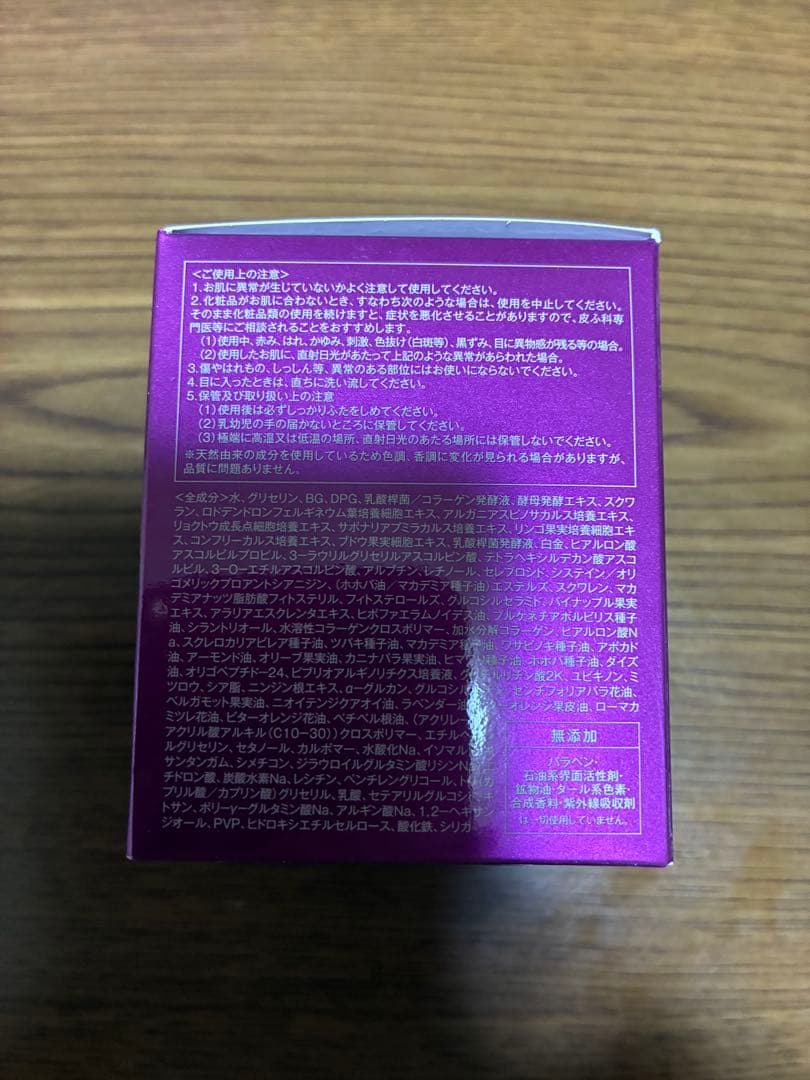 <ご使用上の注意>
1.お肌に異常が生じていないかよく注意して使用してください。
2.化粧品がお肌に合わないとき、すなわち次のような場合は、使用を中止してください。
そのまま化粧品類の使用を続けますと、症状を悪化させることがありますので、皮ふ科専
門医等にご相談されることをおすすめします。
(1)使用中、赤み、はれ、かゆみ、刺激、色抜け(白斑等)、黒ずみ、目に異物感が残る等の場合。
(2)使用したお肌に、直射日光があたって上記のような異常があらわれた場合。
3.傷やはれもの、しっしん等、異常のある部位にはお使いにならないでください。
4.目に入ったときは、直ちに洗い流してください。
5.保管及び取り扱い上の注意
(1)使用後は必ずしっかりふたをしめてください。
(2)乳幼児の手の届かないところに保管してください。
(3)極端に高温又は低温の場所、直射日光のあたる場所には保管しないでください。
※天然由来の成分を使用しているため色調、香調に変化が見られる場合がありますが、
品質に問題ありません。
<全成分>水、グリセリン、BG、DPG、乳酸桿菌/コラーゲン発酵液、酵母発酵エキス、スクワ
ラン、ロドデンドロンフェルギネウム葉培養細胞エキス、アルガニアスピノサカルス培養エキス、
リョクトウ成長点細胞培養エキス、サポナリアプミラカルス培養エキス、リンゴ果実培養細胞エキ
ス、コンフリーカルス培養エキス、ブドウ果実細胞エキス、乳酸桿菌発酵液、白金、ヒアルロン酸
アスコルビルプロピル、3-ラウリルグリセリルアスコルビン酸、テトラヘキシルデカン酸アスコ
ルビル、3-O-エチルアスコルビン酸、アルブチン、レチノール、セレブロシド、システイン/オリ
ゴメリックプロアントシアニジン、(ホホバ油/マカデミア種子油)エステルズ、スクワレン、マカ
デミアナッツ脂肪酸フィトステリル、フィトステロールズ、グルコシルセラミド、パイナップル果実
エキス、アラリアエスクレンタエキス、ヒポファエラムノイデス油、プルケネチアボルビリス種子
油、シラントリオール、水溶性コラーゲンクロスポリマー、加水分解コラーゲン、ヒアルロン酸N
a、スクレロカリアビレア種子油、ツバキ種子油、マカデミア種子油、ワサビノキ種子油、アボカド
油、アーモンド油、オリーブ果実油、カニナバラ果実油、ヒマワリ種子油、ホホバ種子油、ダイズ
油、オリゴペプチド-24、ビブリオアルギノリチクス培養液、グリチルリチン酸2K、ユビキノン、ミ
ツロウ、シア脂、ニンジン根エキス、α-グルカン、グルコン センチフォリアバラ花油、
ベルガモット果実油、ニオイテンジクアオイ油、ラベンダー油 オレンジ果皮油、ローマカ
ミツレ花油、ビターオレンジ花油、ベチベル根油、(アクリレー
アクリル酸アルキル(C10-30))クロスポリマー、エチルヘ
ルグリセリン、セタノール、カルボマー、水酸化Na、イソマル
サンタンガム、シメチコン、ジラウロイルグルタミン酸リシンN
チドロン酸、炭酸水素Na、レシチン、ペンチレングリコール、ト
プリル酸/カプリン酸)グリセリル、乳酸、セテアリルグルコシド、キ
トサン、ポリ-γ-グルタミン酸Na、アルギン酸Na、1,2-ヘキサン
ジオール、PVP、ヒドロキシエチルセルロース、酸化鉄、シリカ
無添加
パラベン・
石油系界面活性剤・
鉱物油・タール系色素・
合成香料・紫外線吸収剤
は一切使用していません。